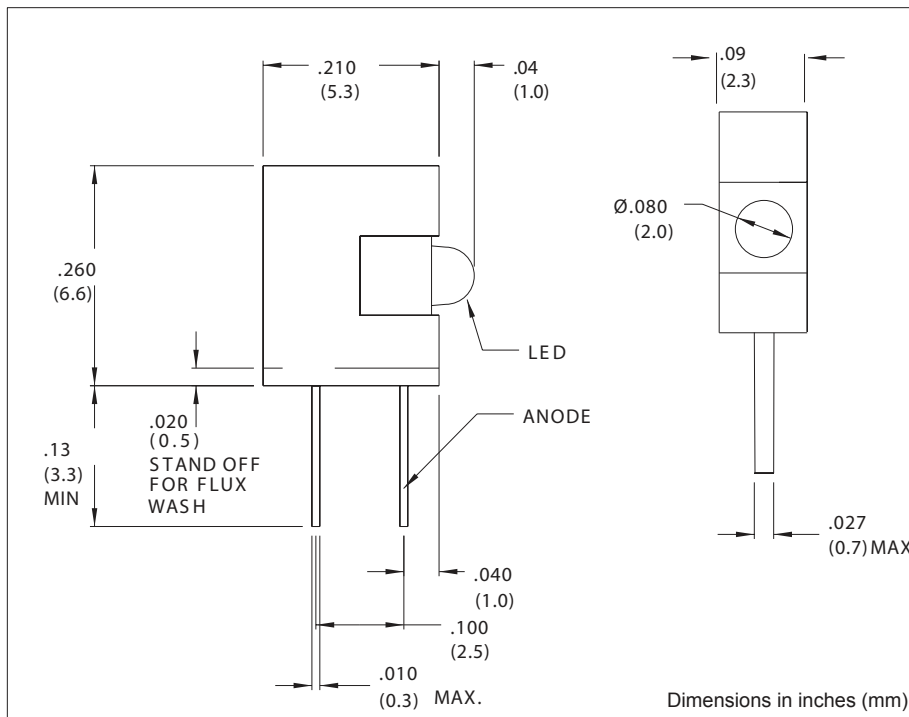 .210
(5.3)
.04
(1.0)
.09
(2.3)
Ø.080
(2.0)
.260
(6.6)
LED
ANODE
.020
(0.5)
STAND OFF
FOR FLUX
WASH
.13
(3.3)
MIN
.027
(0.7) MAX
.040
(1.0)
.100
(2.5)
.010
(0.3) MAX.
Dimensions in inches (mm)